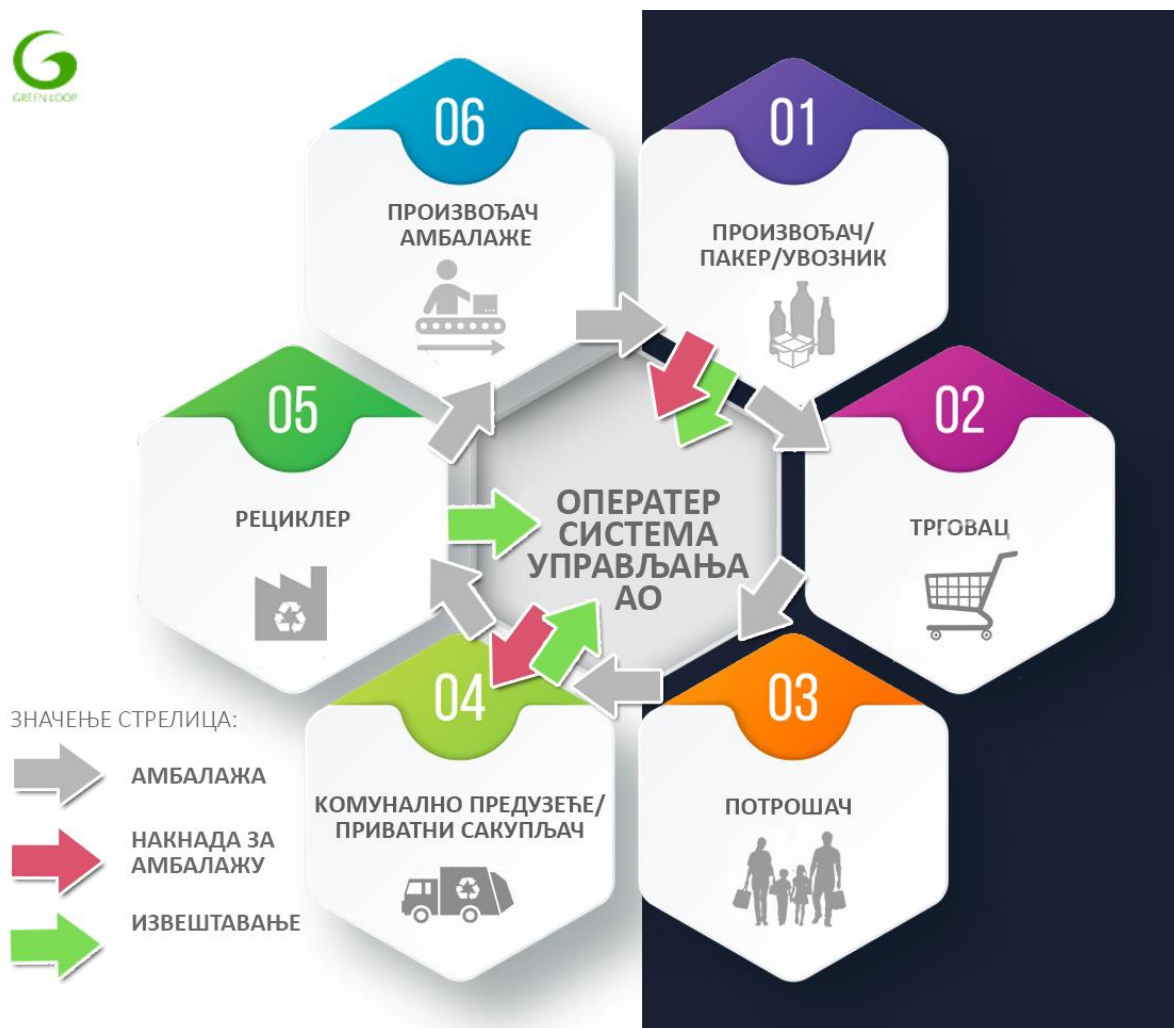 GREEN LOOP
06
ПРОИЗВОЂАЧ
АМБАЛАЖЕ
01
ПРОИЗВОЂАЧ/
ПАКЕР/УВОЗНИК
05
РЕЦИКЛЕР
02
ТРГОВАЦ
ОПЕРАТЕР
СИСТЕМА
УПРАВЉАЊА
АО
04
КОМУНАЛНО ПРЕДУЗЕЋЕ/
ПРИВАТНИ САКУПЉАЧ
03
ПОТРОШАЧ
ЗНАЧЕЊЕ СТРЕЛИЦА:
АМБАЛАЖА
НАКНАДА ЗА
АМБАЛАЖУ
ИЗВЕШТАВАЊЕ